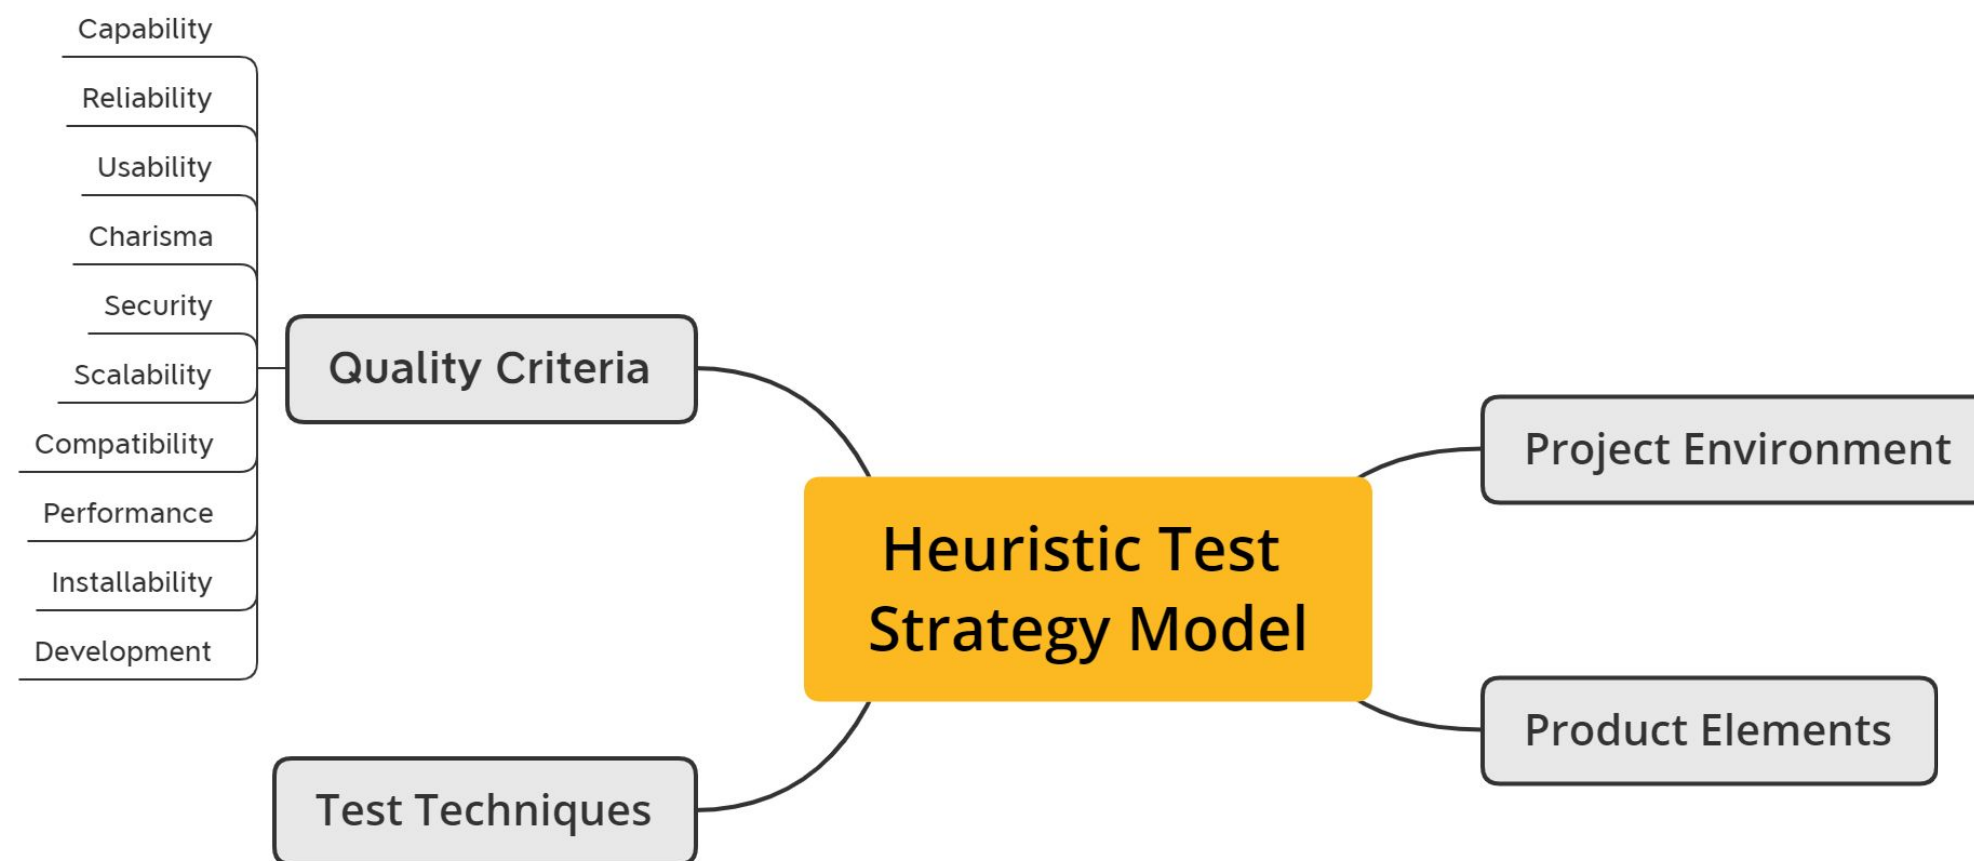 Capability
Reliability
Usability
Charisma
Security
Scalability
Compatibility
Performance
Installability
Development
Quality Criteria
Test Techniques
Heuristic Test
Strategy Model
Project Environment
Product Elements